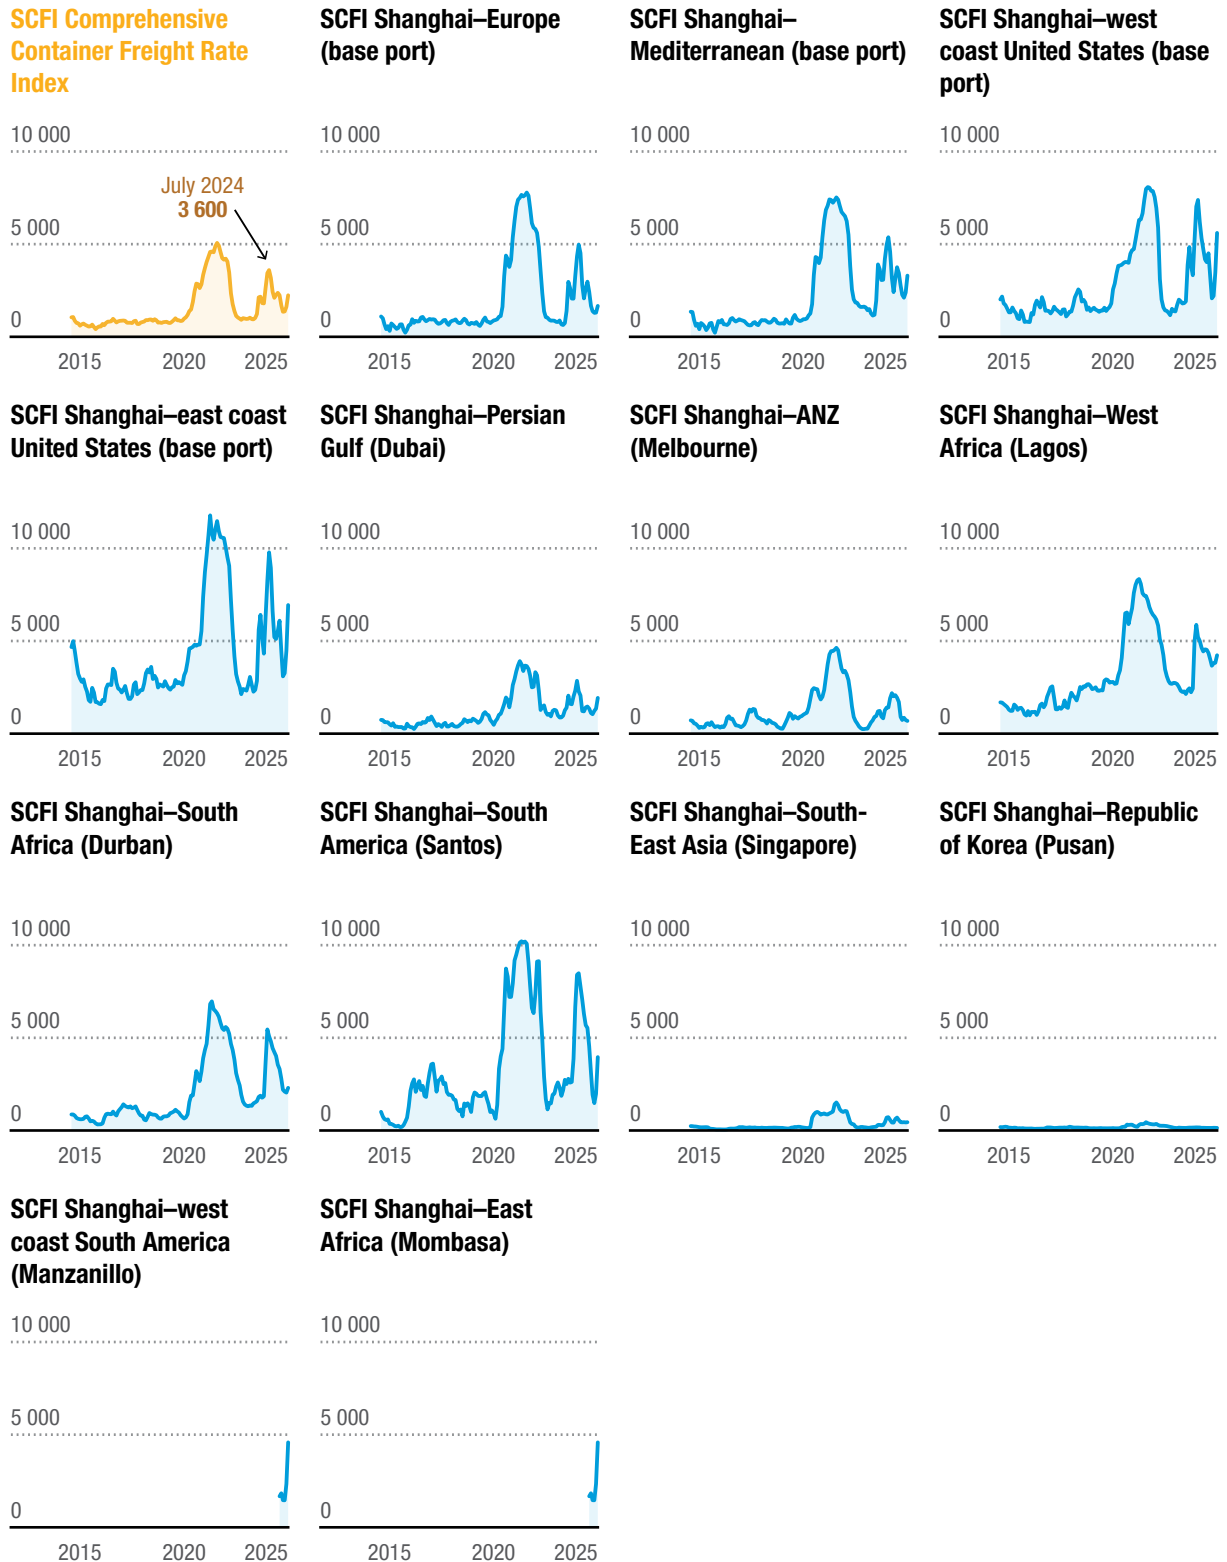 SCFI Comprehensive
Container Freight Rate
Index
10 000
July 2024
3 600
5 000
0
2015 2020 2025
SCFI Shanghai–Europe
(base port)
10 000
5 000
0
2015 2020 2025
SCFI Shanghai–
Mediterranean (base port)
10 000
5 000
0
2015 2020 2025
SCFI Shanghai–west
coast United States (base
port)
10 000
5 000
0
2015 2020 2025
SCFI Shanghai–east coast
United States (base port)
10 000
5 000
0
2015 2020 2025
SCFI Shanghai–Persian
Gulf (Dubai)
10 000
5 000
0
2015 2020 2025
SCFI Shanghai–ANZ
(Melbourne)
10 000
5 000
0
2015 2020 2025
SCFI Shanghai–West
Africa (Lagos)
10 000
5 000
0
2015 2020 2025
SCFI Shanghai–South
Africa (Durban)
10 000
5 000
0
2015 2020 2025
SCFI Shanghai–South
America (Santos)
10 000
5 000
0
2015 2020 2025
SCFI Shanghai–South-
East Asia (Singapore)
10 000
5 000
0
2015 2020 2025
SCFI Shanghai–Republic
of Korea (Pusan)
10 000
5 000
0
2015 2020 2025
SCFI Shanghai–west
coast South America
(Manzanillo)
10 000
5 000
0
2015 2020 2025
SCFI Shanghai–East
Africa (Mombasa)
10 000
5 000
0
2015 2020 2025